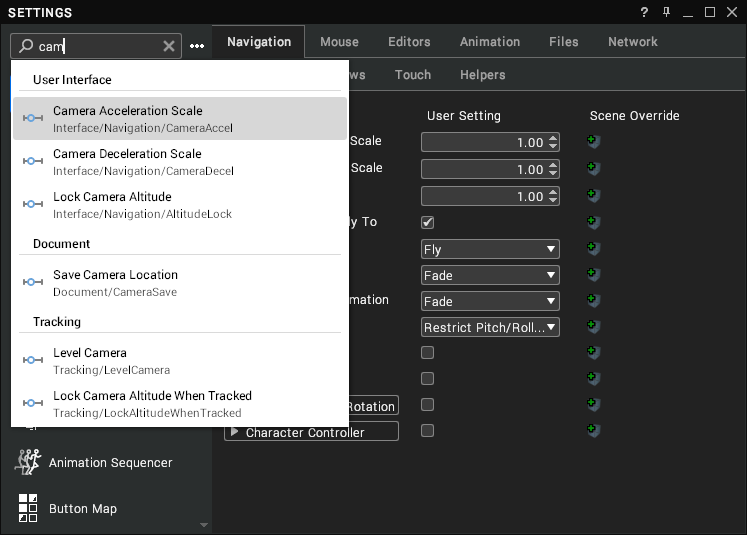 SETTINGS
?
cam
Navigation
Mouse
Editors
Animation
Files
Network
ws
Touch
Helpers
User Interface
Camera Acceleration Scale
Interface/Navigation/CameraAccel
Camera Deceleration Scale
Interface/Navigation/CameraDecel
Lock Camera Altitude
Interface/Navigation/AltitudeLock
Document
Save Camera Location
Document/CameraSave
Tracking
Level Camera
Tracking/LevelCamera
Lock Camera Altitude When Tracked
Tracking/LockAltitudeWhenTracked
User Setting
Scene Override
Scale
1.00
Scale
1.00
1.00
ly To
Fly
Fade
mation
Fade
Restrict Pitch/Roll...
Rotation
Character Controller
Animation Sequencer
Button Map